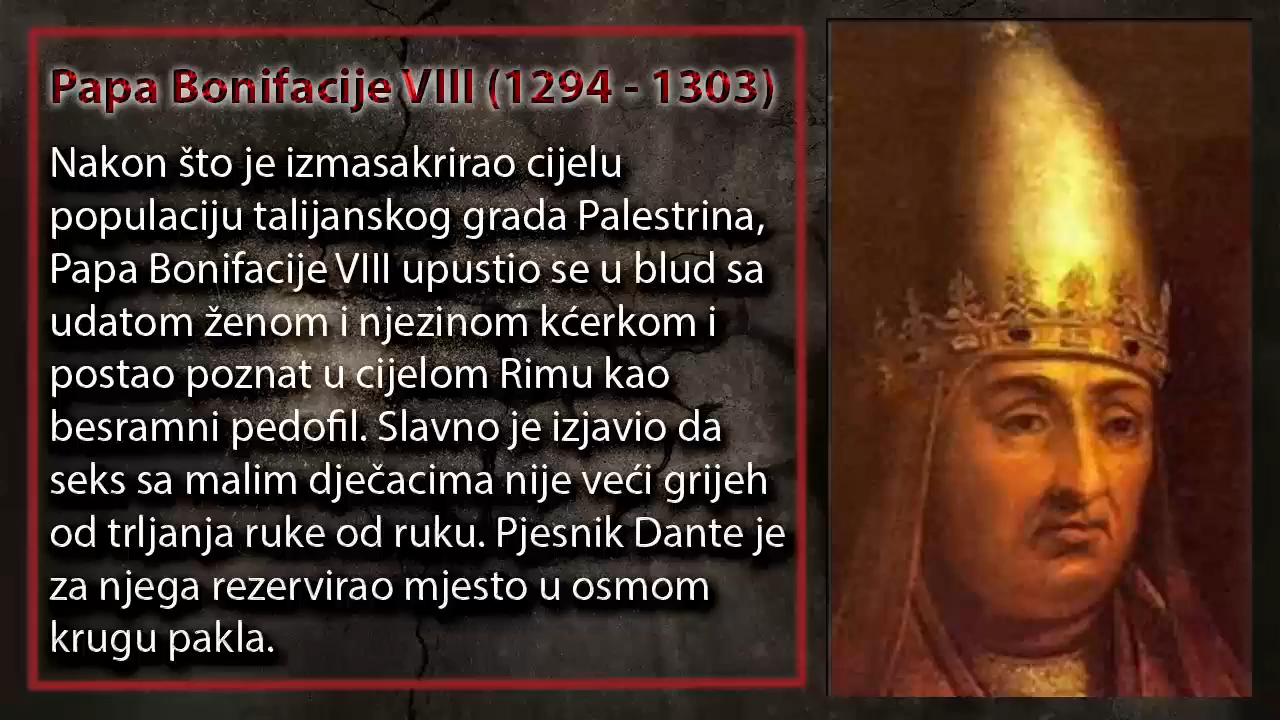 Papa Bonifacije VIII (1294 - 1303)
Nakon što je izmasakrirao cijelu
populaciju talijanskog grada Palestrina,
Papa Bonifacije VIII upustio se u blud sa
udatom ženom i njezinom kćerkom i
postao poznat u cijelom Rimu kao
besramni pedofil. Slavno je izjavio da
seks sa malim dječacima nije veći grijeh
od trljanja ruke od ruku. Pjesnik Dante je
za njega rezervirao mjesto u osmom
krugu pakla.